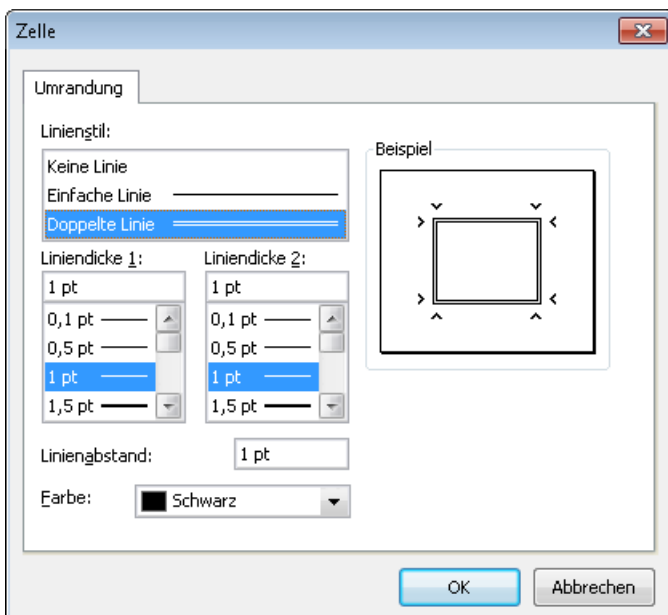 Zelle
Umrandung
Linienstil:
Keine Linie
Einfache Linie
Doppelte Linie
Liniendicke 1:
1 pt
0,1 pt
0,5 pt
1 pt
1,5 pt
Liniendicke 2:
1 pt
0,1 pt
0,5 pt
1 pt
1,5 pt
Linienabstand:
1 pt
Farbe:
Schwarz
Beispiel
OK
Abbrechen